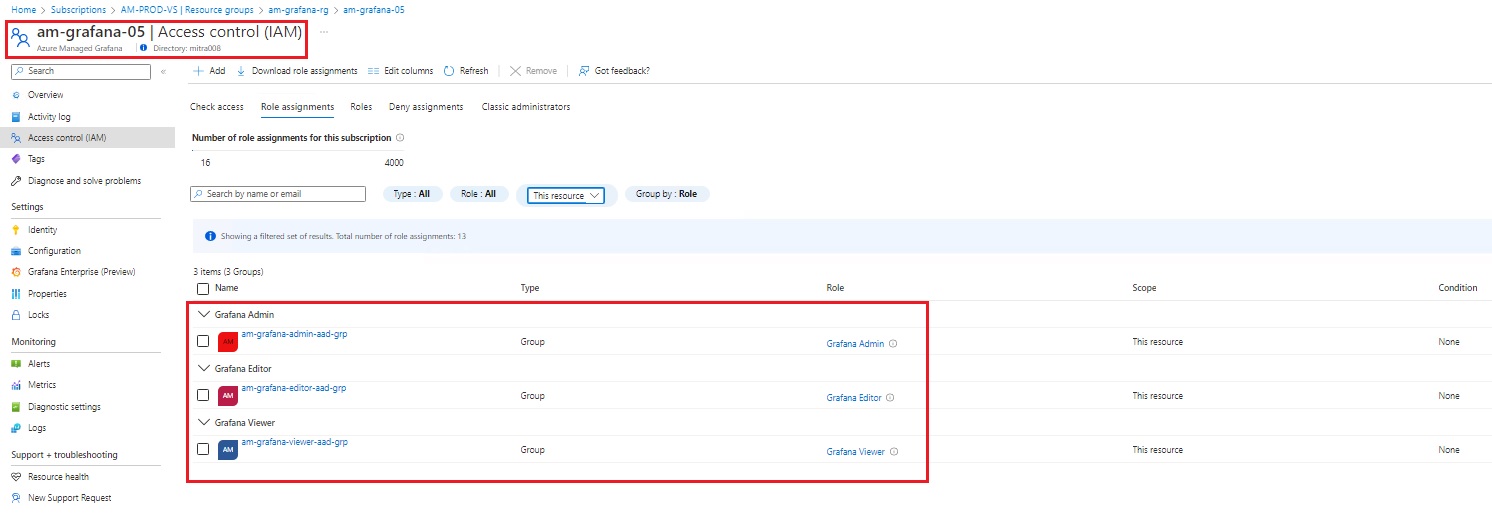 Home > Subscriptions > AM-PROD-VS | Resource groups > am-grafana-rg > am-grafana-05
am-grafana-05 | Access control (IAM) ...
Azure Managed Grafana | Directory: mitra008
Search «
Overview
Activity log
Access control (IAM)
Tags
Diagnose and solve problems
Settings
Identity
Configuration
Grafana Enterprise (Preview)
Properties
Locks
Monitoring
Alerts
Metrics
Diagnostic settings
Logs
Support + troubleshooting
Resource health
New Support Request
Add Download role assignments Edit columns Refresh | Remove | Got feedback?
Check access Role assignments Roles Deny assignments Classic administrators
Number of role assignments for this subscription
16 4000
Search by name or email Type : All Role : All This resource Group by : Role
Showing a filtered set of results. Total number of role assignments: 13
3 items (3 Groups)
Name Type Role Scope Condition
Grafana Admin
AM am-grafana-admin-aad-grp Group Grafana Admin This resource None
Grafana Editor
AM am-grafana-editor-aad-grp Group Grafana Editor This resource None
Grafana Viewer
AM am-grafana-viewer-aad-grp Group Grafana Viewer This resource None